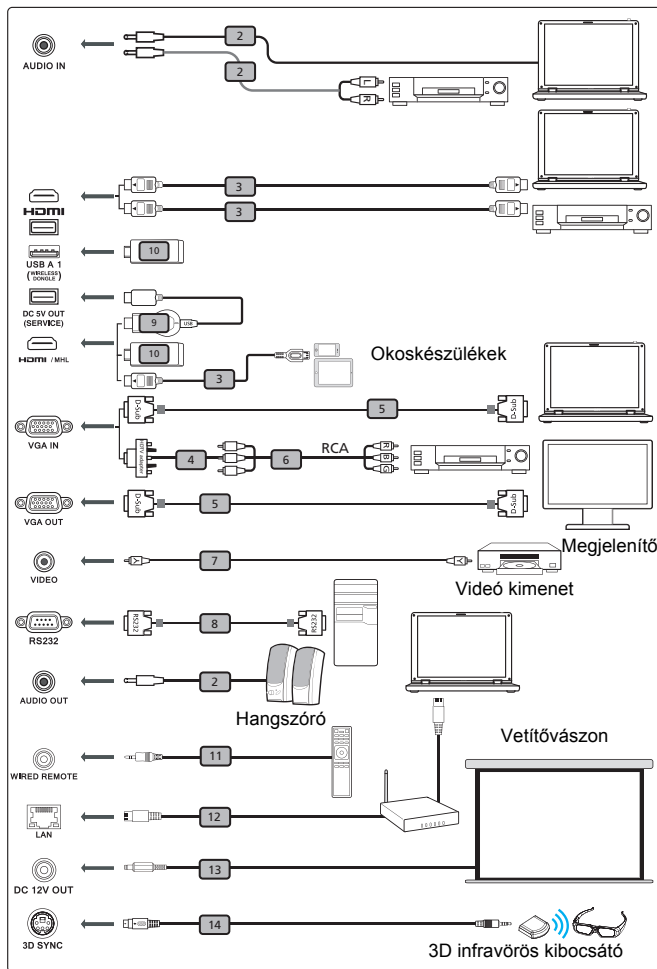 AUDIO IN
2
2
L
R
3
3
HDMI
USB A 1
(WIRELESS DONGLE)
10
DC 5V OUT
(SERVICE)
9
USB
HDMI / MHL
10
3
Okoskészülékek
D-Sub
5
D-Sub
VGA IN
HDTV adapter
4
6
RCA
R
B
G
D-Sub
5
D-Sub
VGA OUT
Megjelenítő
Y
7
Y
VIDEO
Videó kimenet
RS232
8
RS232
RS232
2
AUDIO OUT
Hangszóró
Vetítővászon
11
WIRED REMOTE
12
LAN
13
DC 12V OUT
14
3D SYNC
3D infravörös kibocsátó